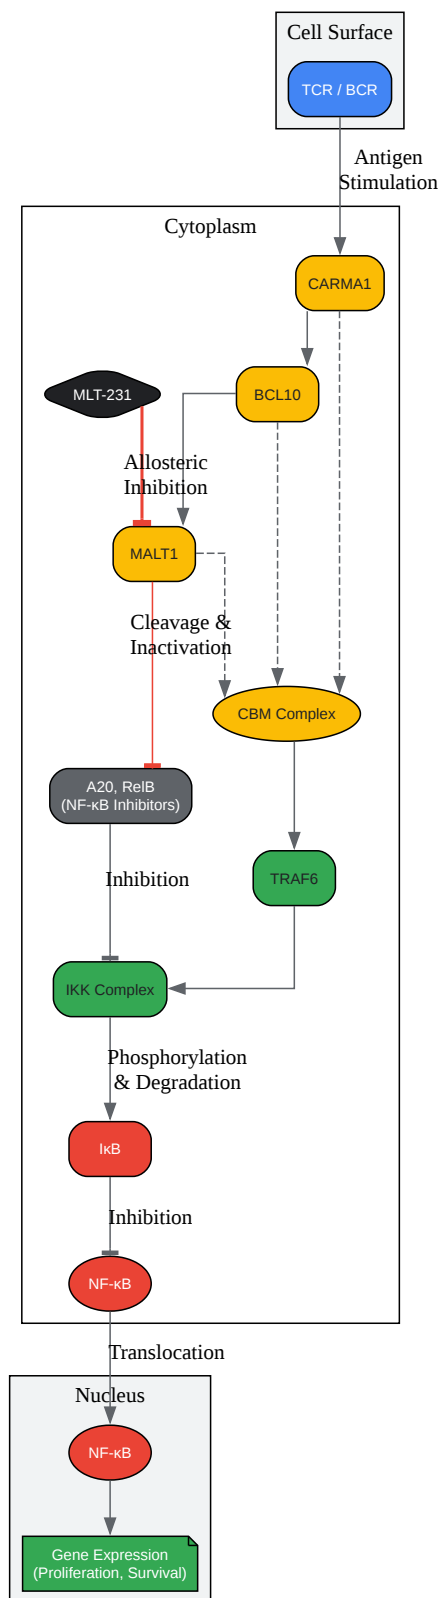 Cell Surface
TCR / BCR
Antigen
Stimulation
Cytoplasm
CARMA1
MLT-231
BCL10
Allosteric
Inhibition
MALT1
Cleavage &
Inactivation
CBM Complex
A20, RelB
(NF-κB Inhibitors)
Inhibition
TRAF6
IKK Complex
Phosphorylation
& Degradation
IκB
Inhibition
NF-κB
Translocation
Nucleus
NF-κB
Gene Expression
(Proliferation, Survival)